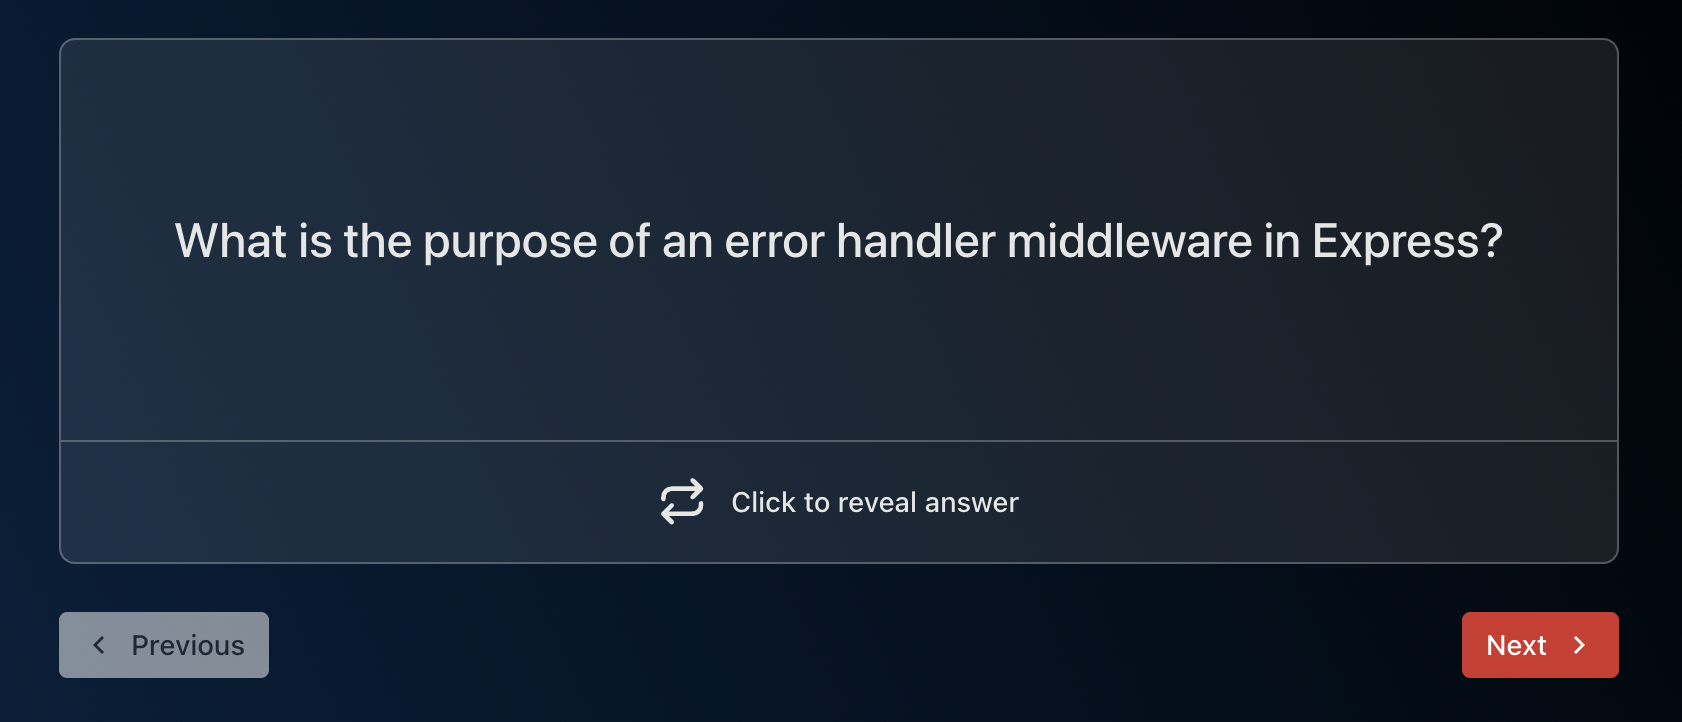 What is the purpose of an error handler middleware in Express?
Click to reveal answer
Previous
Next